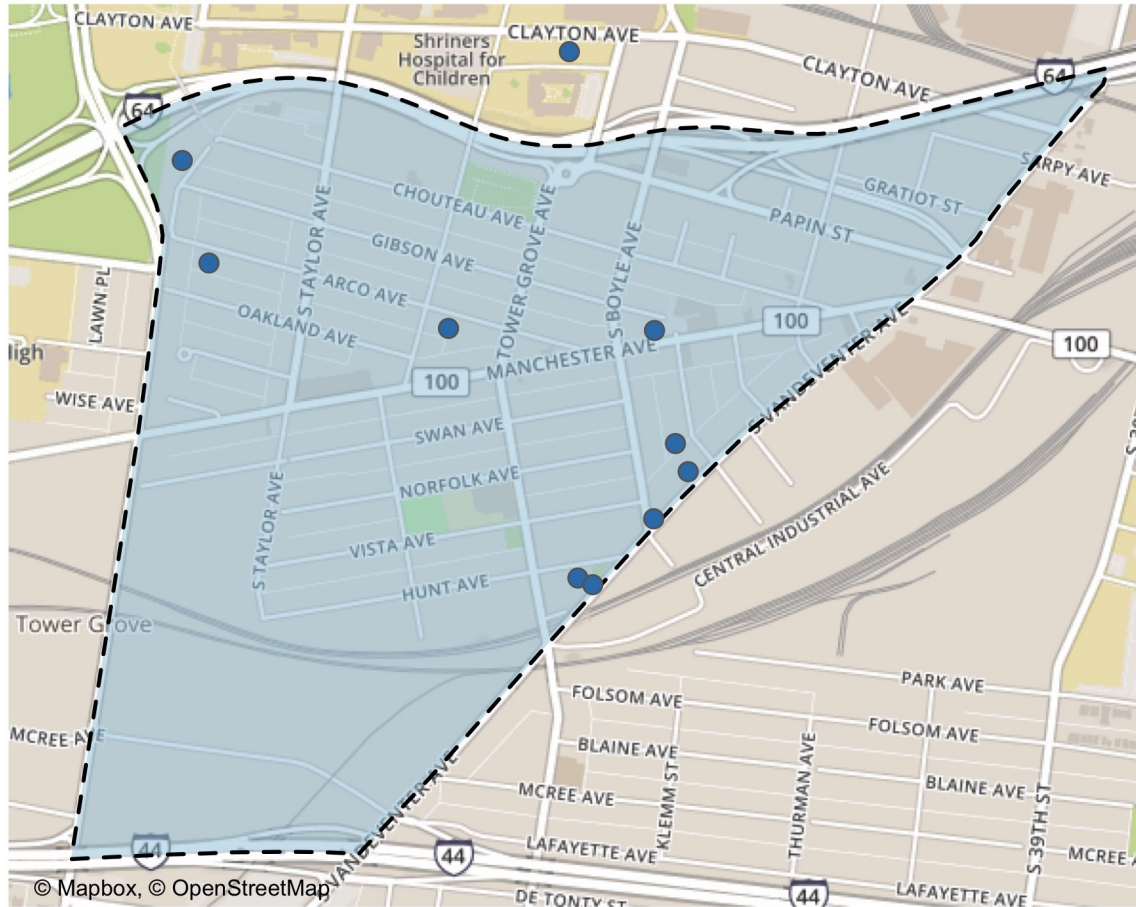 CLAYTON AVE
CLAYTON AVE
Shriners
Hospital for
Children
64
CLAYTON AVE
64
SARPY AVE
GRATIOT ST
CHOUTEAU AVE
PAPIN ST
S TAYLOR AVE
TOWER GROVE AVE
S BOYLE AVE
GIBSON AVE
LAWN PL
ARCO AVE
OAKLAND AVE
100
MANCHESTER AVE
S VANDEVENTER AVE
100
100
WISE AVE
SWAN AVE
NORFOLK AVE
S TAYLOR AVE
VISTA AVE
HUNT AVE
CENTRAL INDUSTRIAL AVE
Tower Grove
PARK AVE
FOLSOM AVE
FOLSOM AVE
MCREE AVE
BLAINE AVE
BLAINE AVE
KLEMM ST
THURMAN AVE
MCREE AVE
S 39TH ST
S VANDEVENTER AVE
44
44
LAFAYETTE AVE
MCREE A
44
LAFAYETTE AVE
DE TONTY ST
© Mapbox, © OpenStreetMap